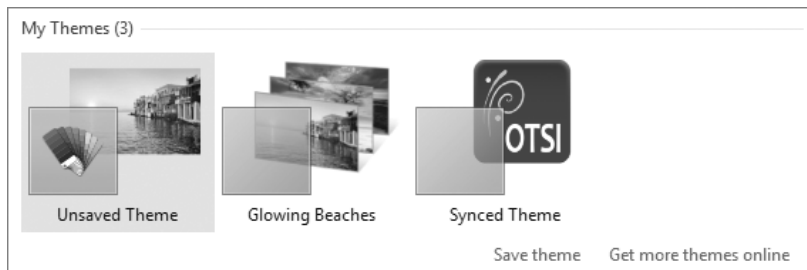 My Themes (3)
OTSI
Unsaved Theme
Glowing Beaches
Synced Theme
Save theme
Get more themes online